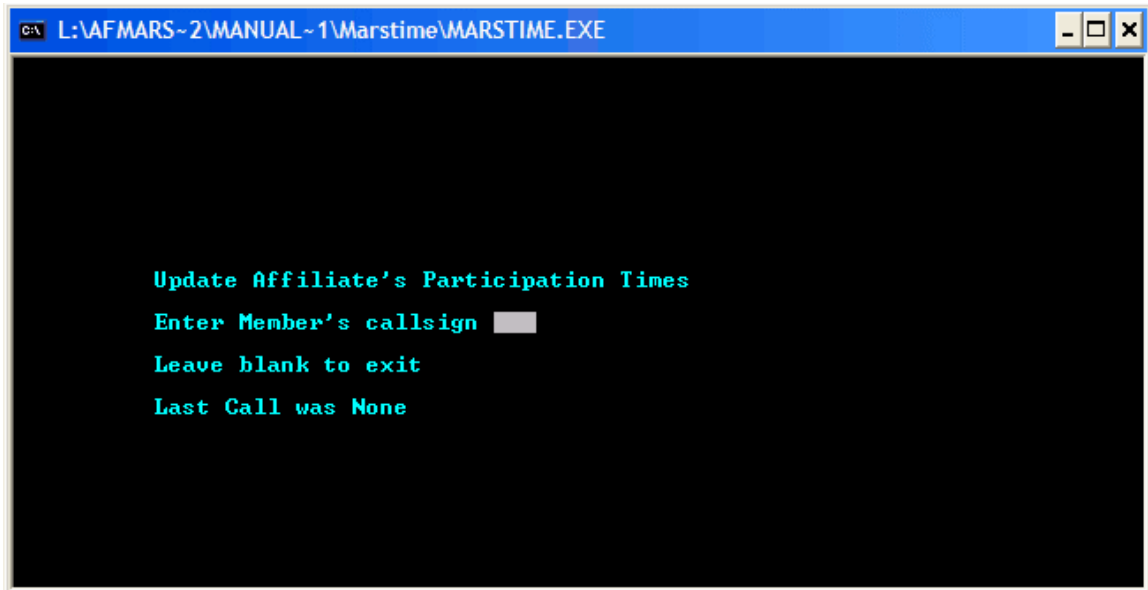 L:\AFMARS~2\MANUAL~1\Marstime\MARSTIME.EXE
Update Affiliate's Participation Times
Enter Member's callsign
Leave blank to exit
Last Call was None